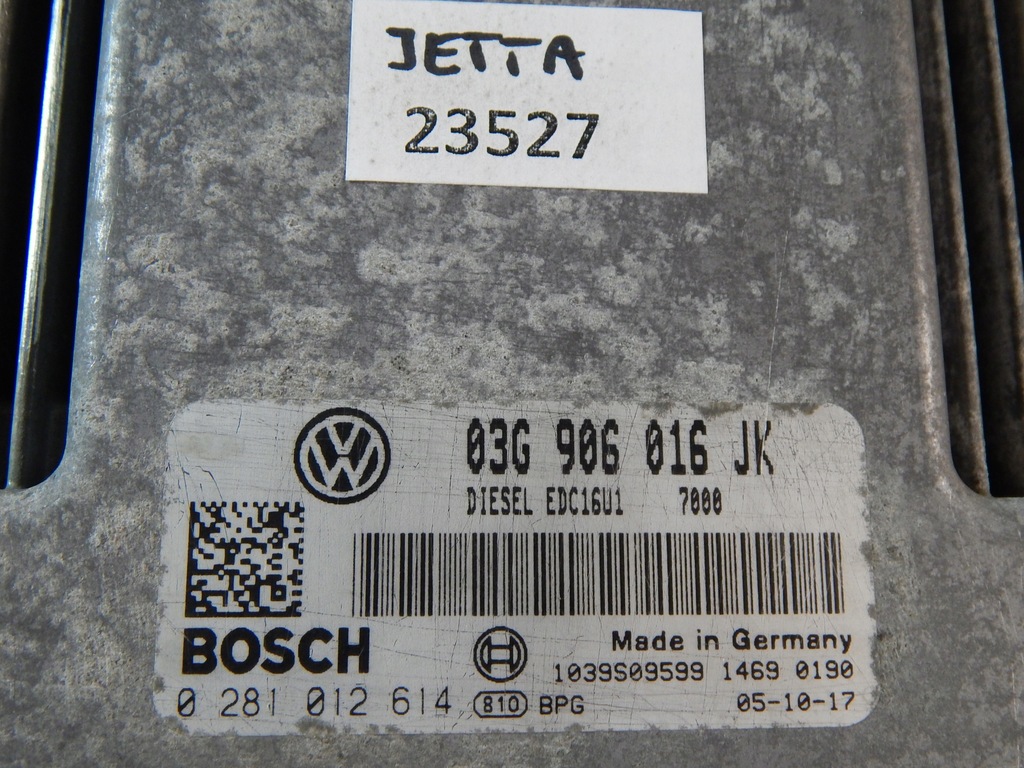 JETTA
23527
03G 906 016 JK
DIESEL EDC16U1 7000
BOSCH
Made in Germany
1039S09599 1469 0190
0 281 012 614 810 BPG 05-10-17